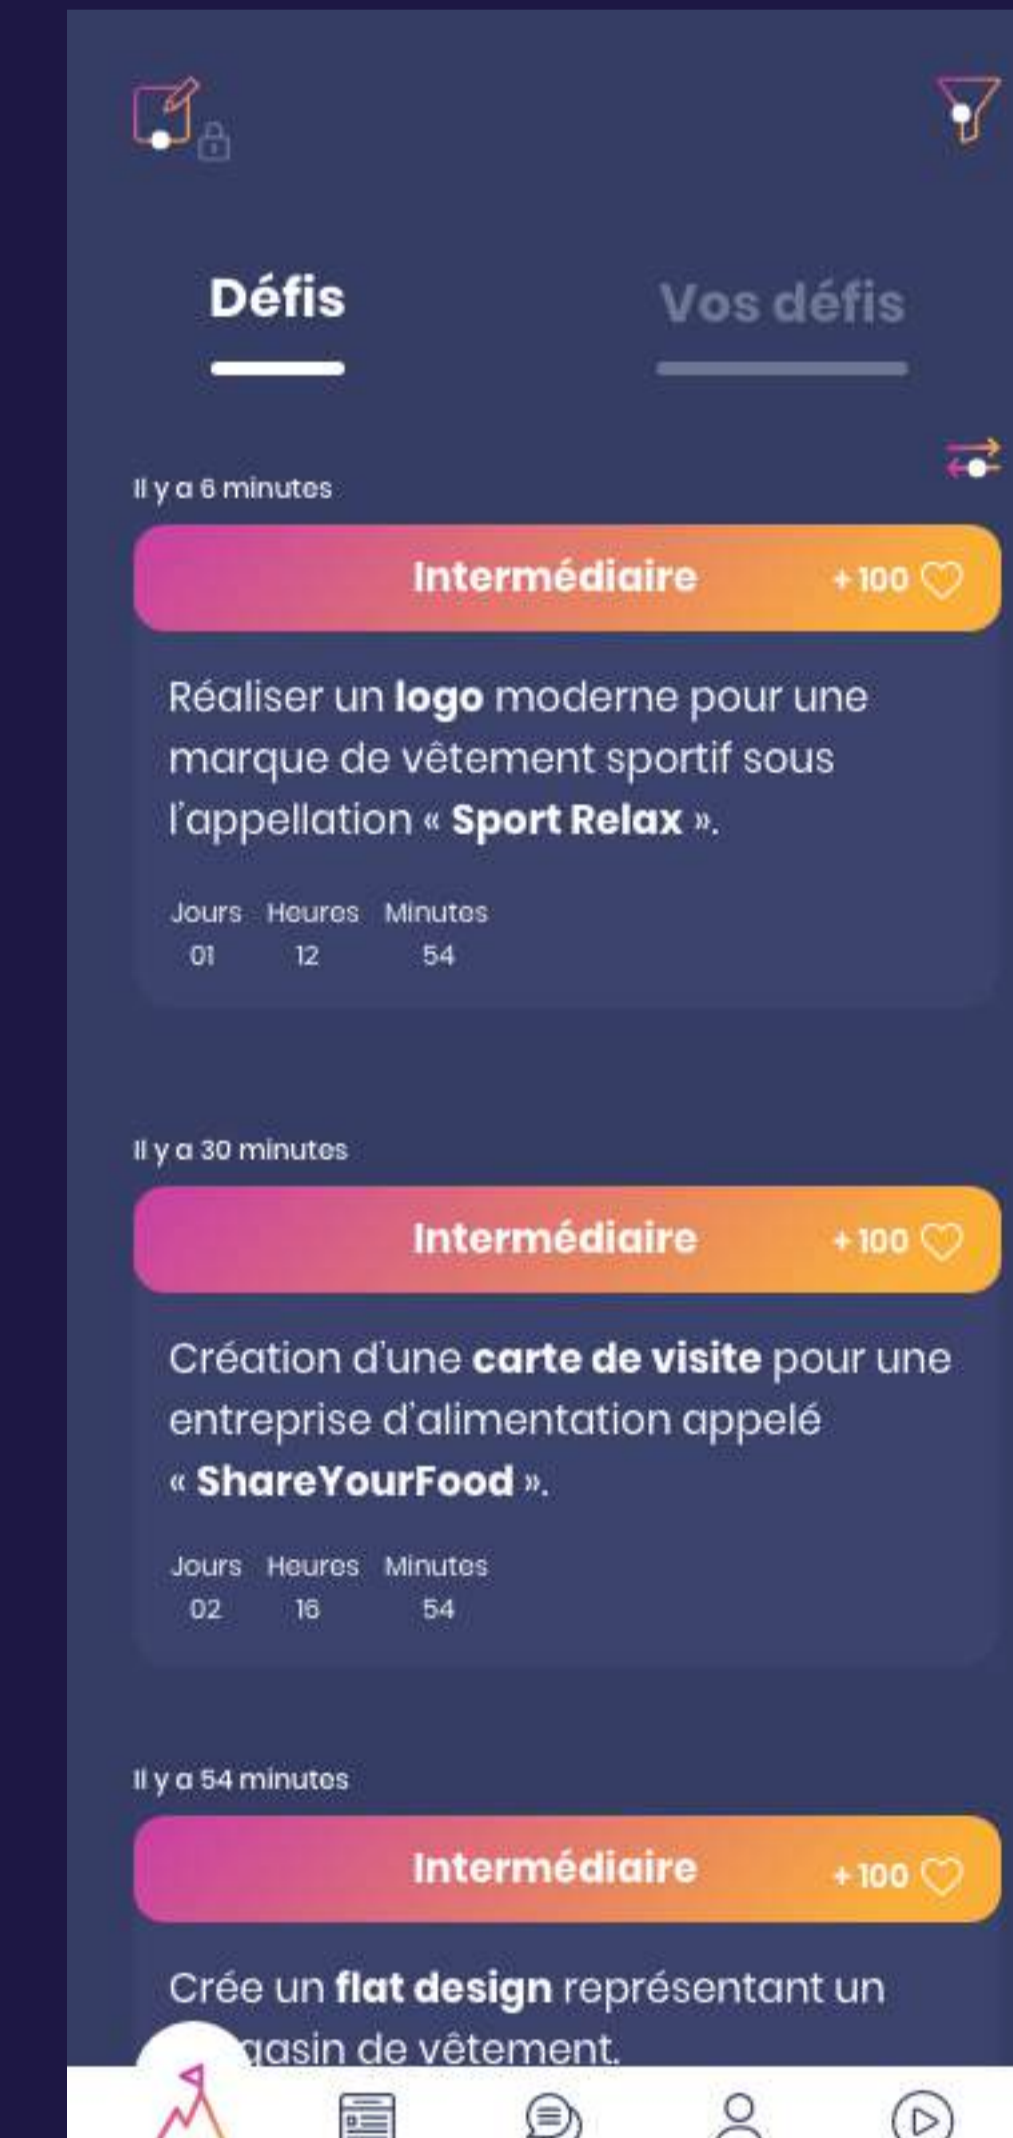 Défis
Vos défis
Il y a 6 minutes
Intermédiaire
+ 100
Réaliser un logo moderne pour une
marque de vêtement sportif sous
l'appellation « Sport Relax ».
Jours Heures Minutes
01 12 54
Il y a 30 minutes
Intermédiaire
+ 100
Création d'une carte de visite pour une
entreprise d'alimentation appelé
« ShareYourFood ».
Jours Heures Minutes
02 16 54
Il y a 54 minutes
Intermédiaire
+ 100
Crée un flat design représentant un
de vêtement.